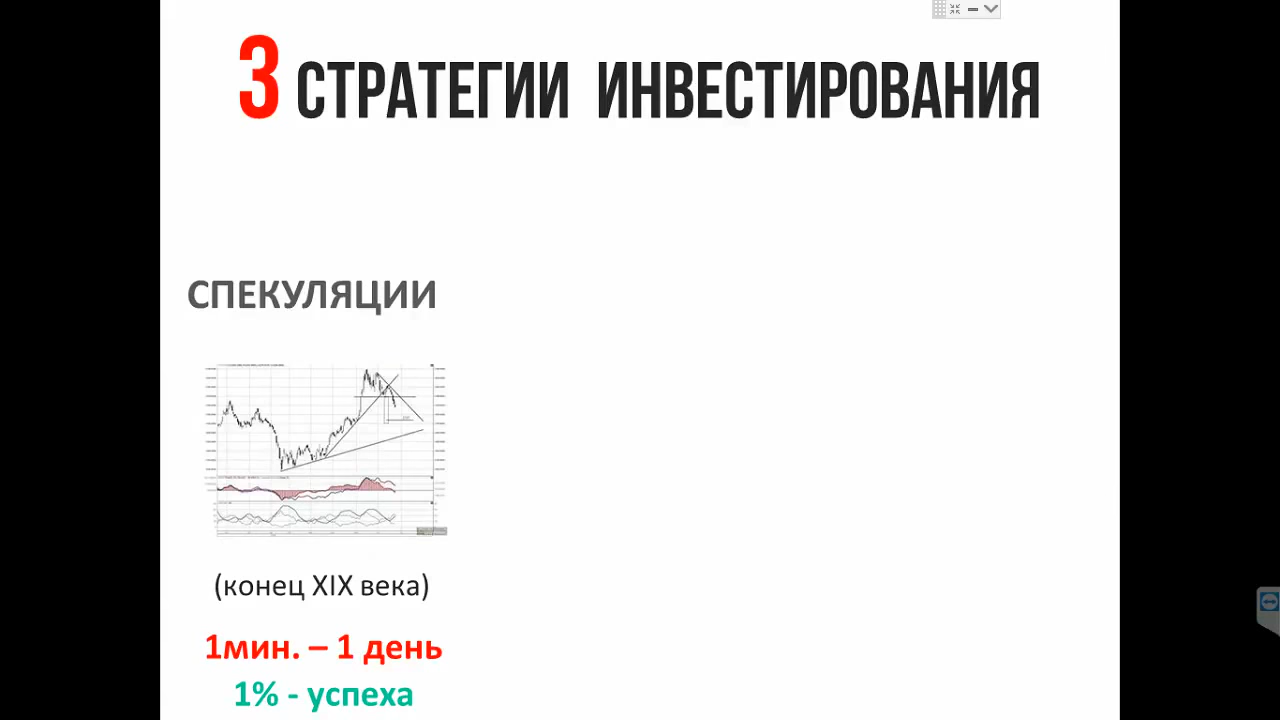 3 СТРАТЕГИИ ИНВЕСТИРОВАНИЯ
СПЕКУЛЯЦИИ
(конец XIX века)
1мин. – 1 день
1% - успеха